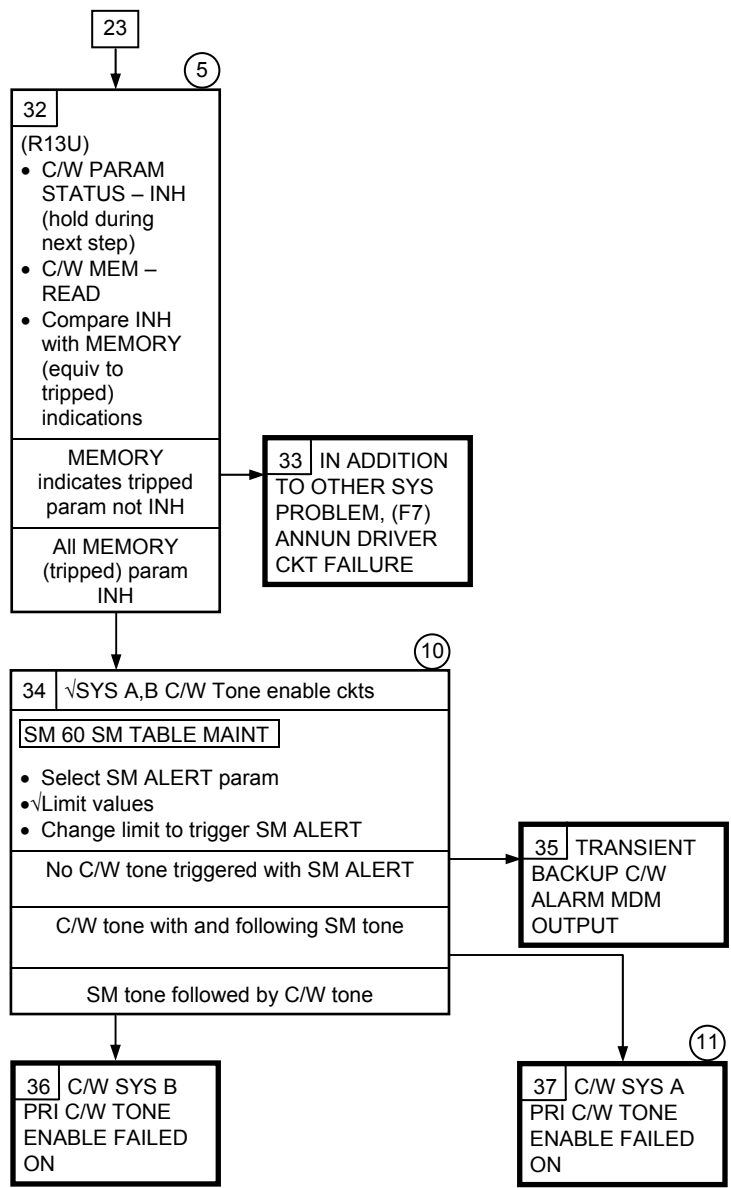 23
5
32
(R13U)
• C/W PARAM
STATUS – INH
(hold during
next step)
• C/W MEM –
READ
• Compare INH
with MEMORY
(equiv to
tripped)
indications
MEMORY
indicates tripped
param not INH
33 IN ADDITION
TO OTHER SYS
PROBLEM, (F7)
ANNUN DRIVER
CKT FAILURE
All MEMORY
(tripped) param
INH
10
34 √SYS A,B C/W Tone enable ckts
SM 60 SM TABLE MAINT
• Select SM ALERT param
•√Limit values
• Change limit to trigger SM ALERT
No C/W tone triggered with SM ALERT
35 TRANSIENT
BACKUP C/W
ALARM MDM
OUTPUT
C/W tone with and following SM tone
SM tone followed by C/W tone
36 C/W SYS B
PRI C/W TONE
ENABLE FAILED
ON
11
37 C/W SYS A
PRI C/W TONE
ENABLE FAILED
ON